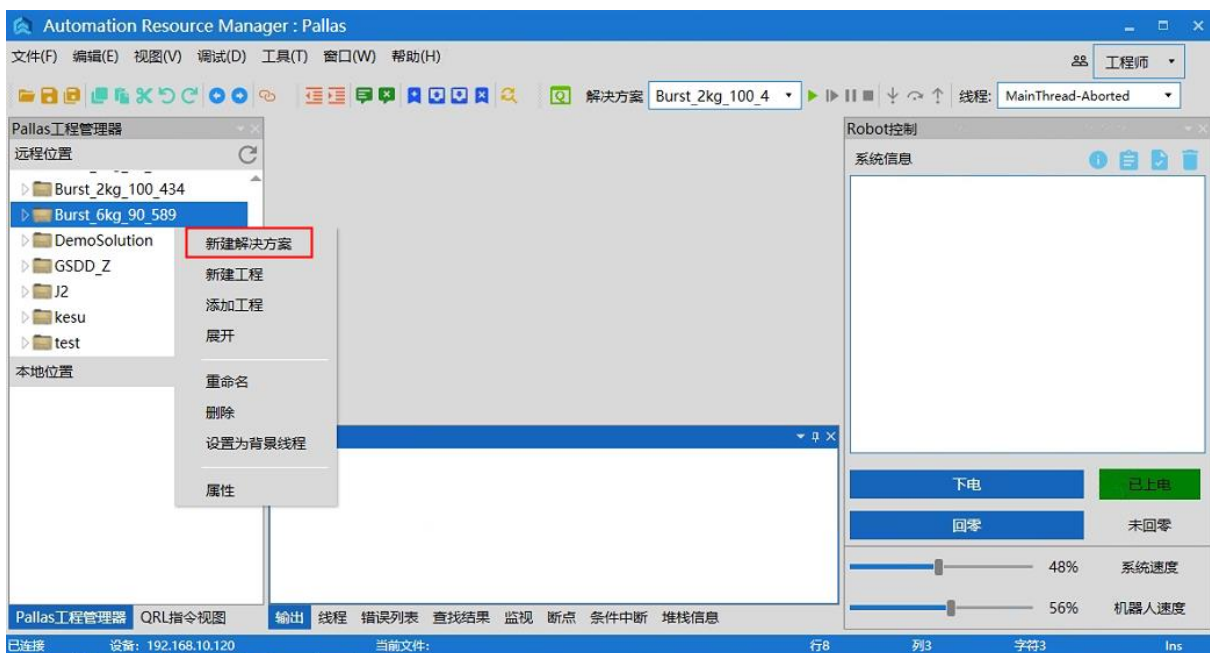 Automation Resource Manager : Pallas
文件(F) 编辑(E) 视图(V) 调试(D) 工具(T) 窗口(W) 帮助(H)
工程师
解决方案 Burst_2kg_100_4
线程: MainThread-Aborted
Pallas工程管理器
远程位置
Burst_2kg_100_434
Burst_6kg_90_589
DemoSolution
GSDD_Z
J2
kesu
test
本地位置
新建解决方案
新建工程
添加工程
展开
重命名
删除
设置为背景线程
属性
Robot控制
系统信息
下电 已上电
回零 未回零
48% 系统速度
56% 机器人速度
Pallas工程管理器 QRL指令视图
输出 线程 错误列表 查找结果 监视 断点 条件中断 堆栈信息
已连接 设备: 192.168.10.120 当前文件: 行8 列3 字符3 Ins